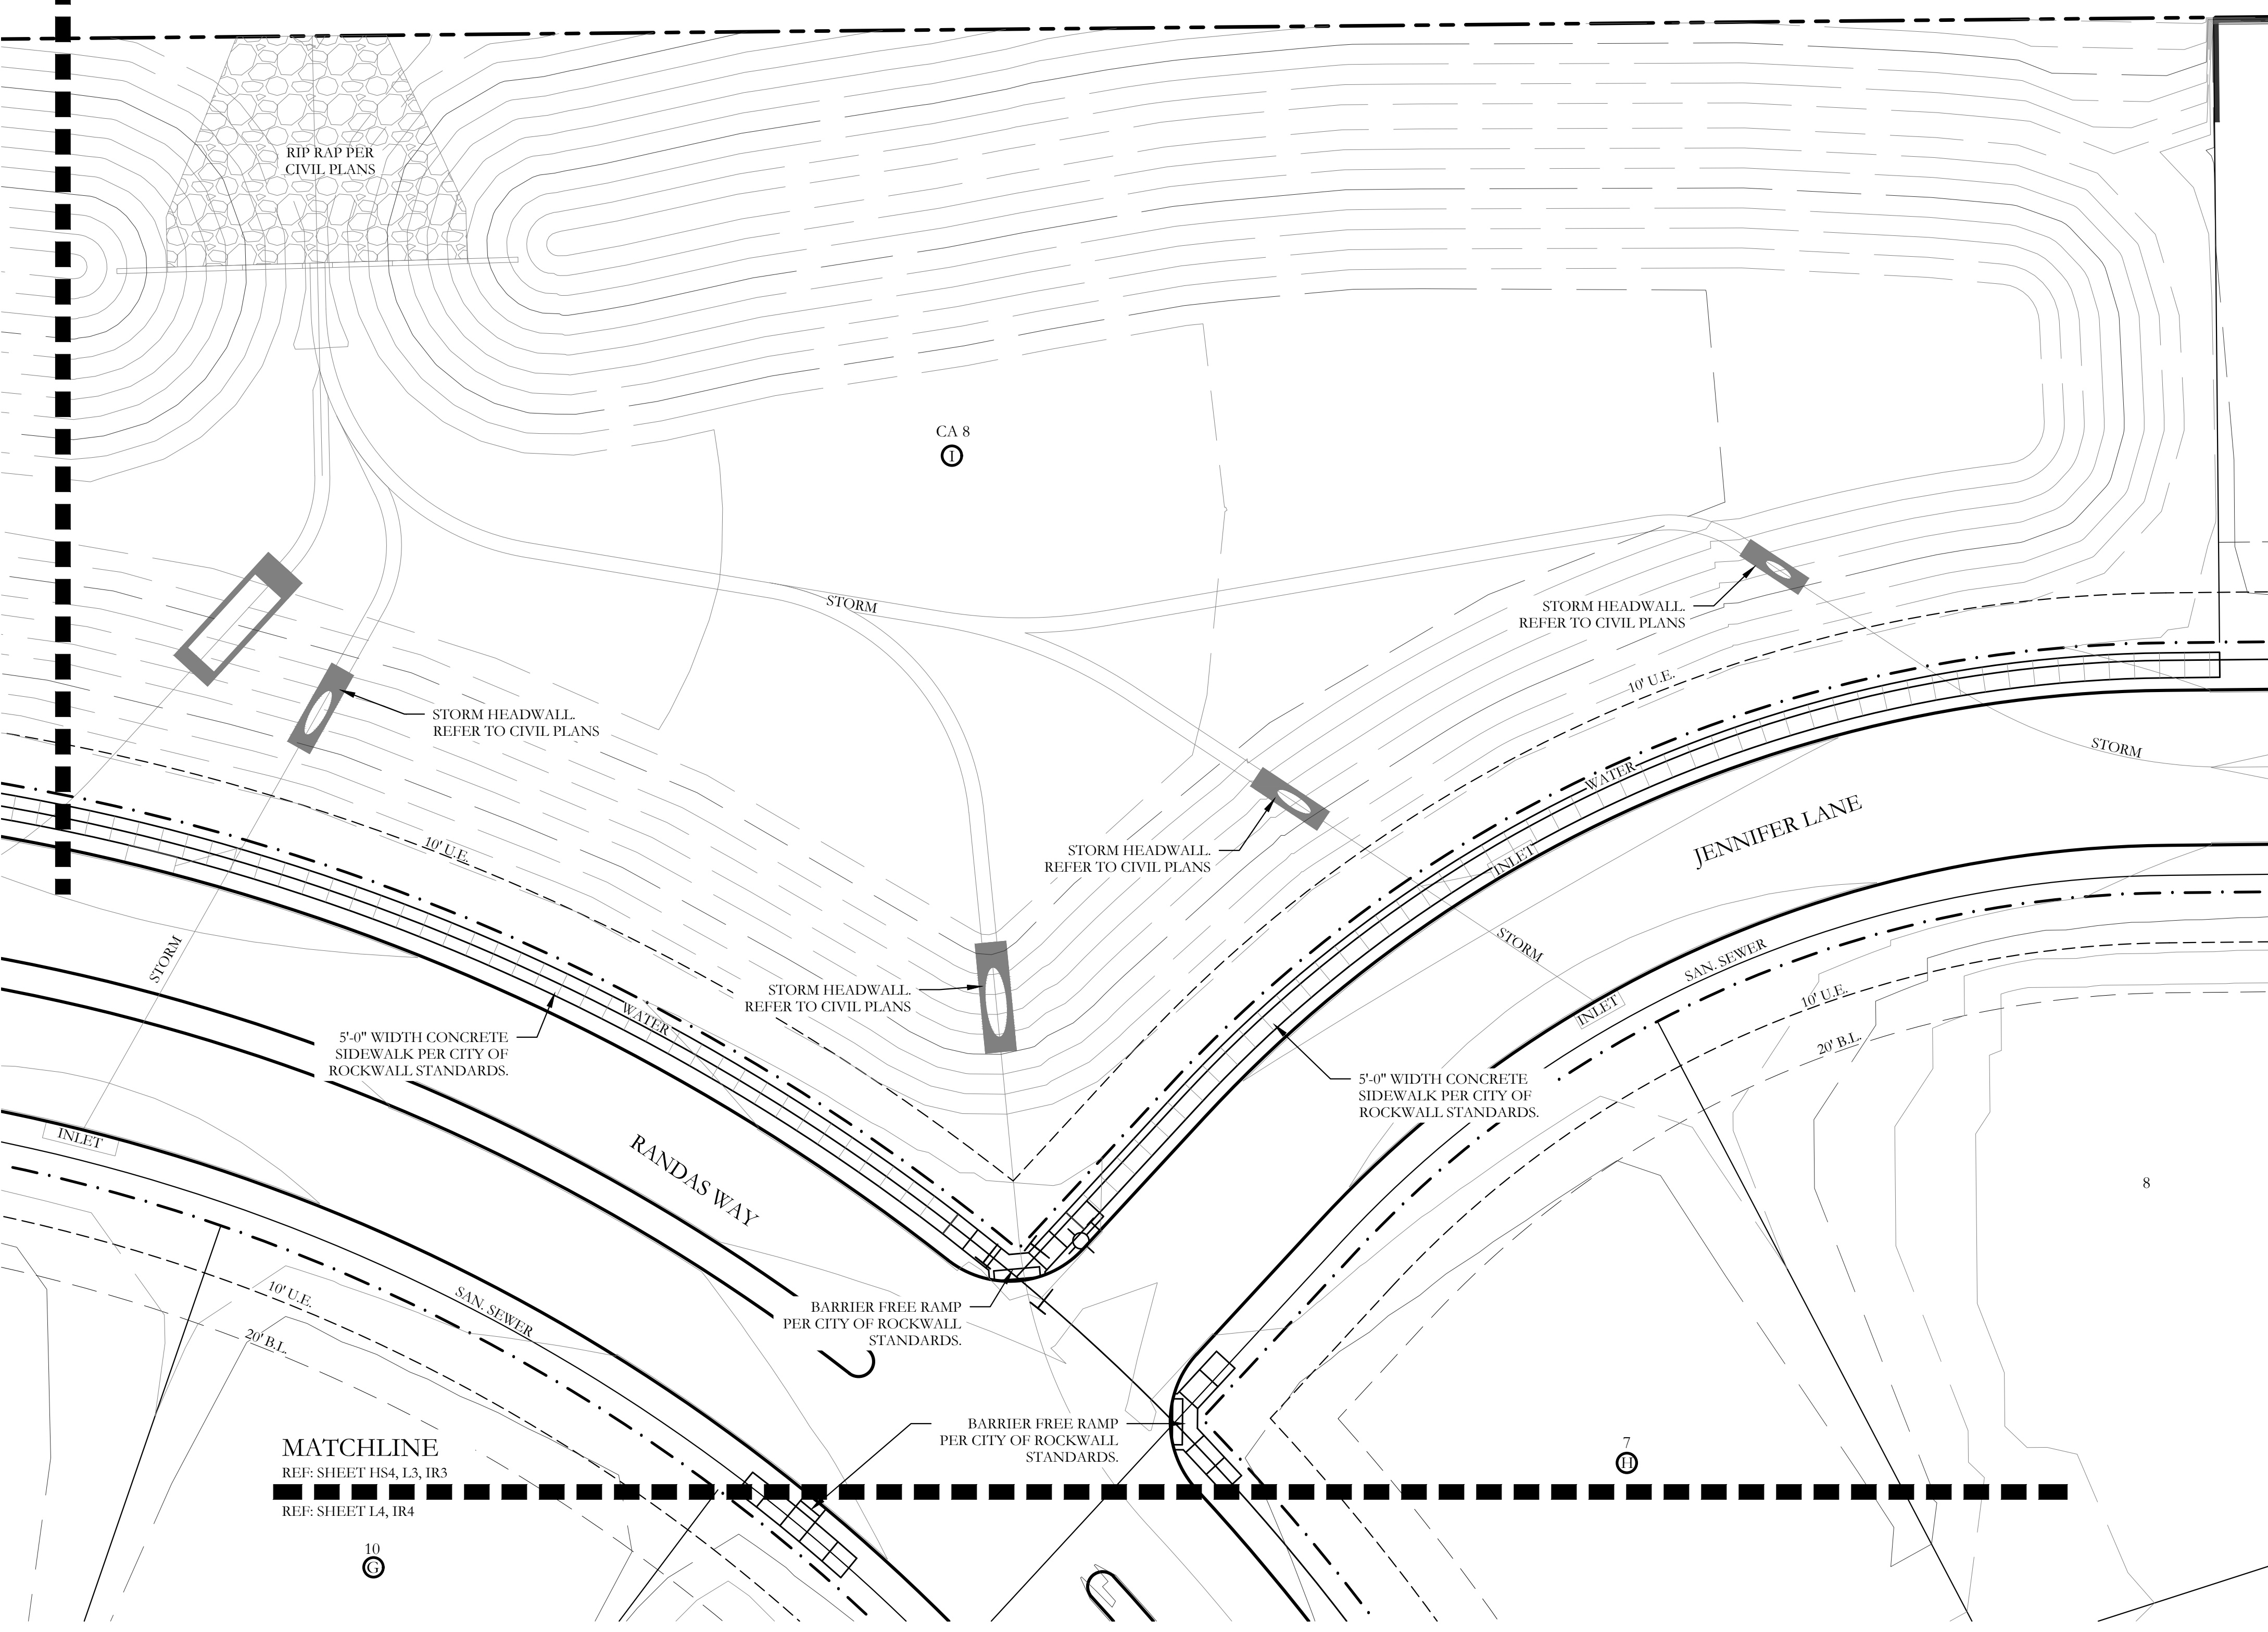 RIP RAP PER
CIVIL PLANS
CA 8
I
STORM
STORM HEADWALL.
REFER TO CIVIL PLANS
10' U.E.
STORM HEADWALL.
REFER TO CIVIL PLANS
STORM
WATER
JENNIFER LANE
10' U.E.
STORM HEADWALL.
REFER TO CIVIL PLANS
INLET
STORM
STORM
SAN. SEWER
STORM HEADWALL.
REFER TO CIVIL PLANS
10' U.E.
INLET
WATER
5'-0" WIDTH CONCRETE
SIDEWALK PER CITY OF
ROCKWALL STANDARDS.
20' B.L.
5'-0" WIDTH CONCRETE
SIDEWALK PER CITY OF
ROCKWALL STANDARDS.
INLET
RANDAS WAY
8
10' U.E.
SAN. SEWER
BARRIER FREE RAMP
PER CITY OF ROCKWALL
STANDARDS.
20' B.L.
BARRIER FREE RAMP
PER CITY OF ROCKWALL
STANDARDS.
MATCHLINE
REF: SHEET HS4, L3, IR3
REF: SHEET L4, IR4
7
H
10
G